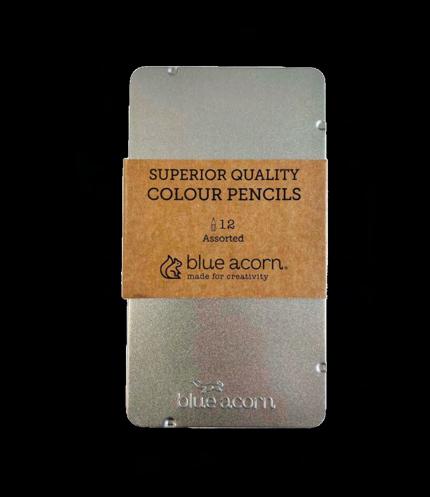 SUPERIOR QUALITY
COLOUR PENCILS
12
Assorted
blue acorn®
made for creativity
blue acorn